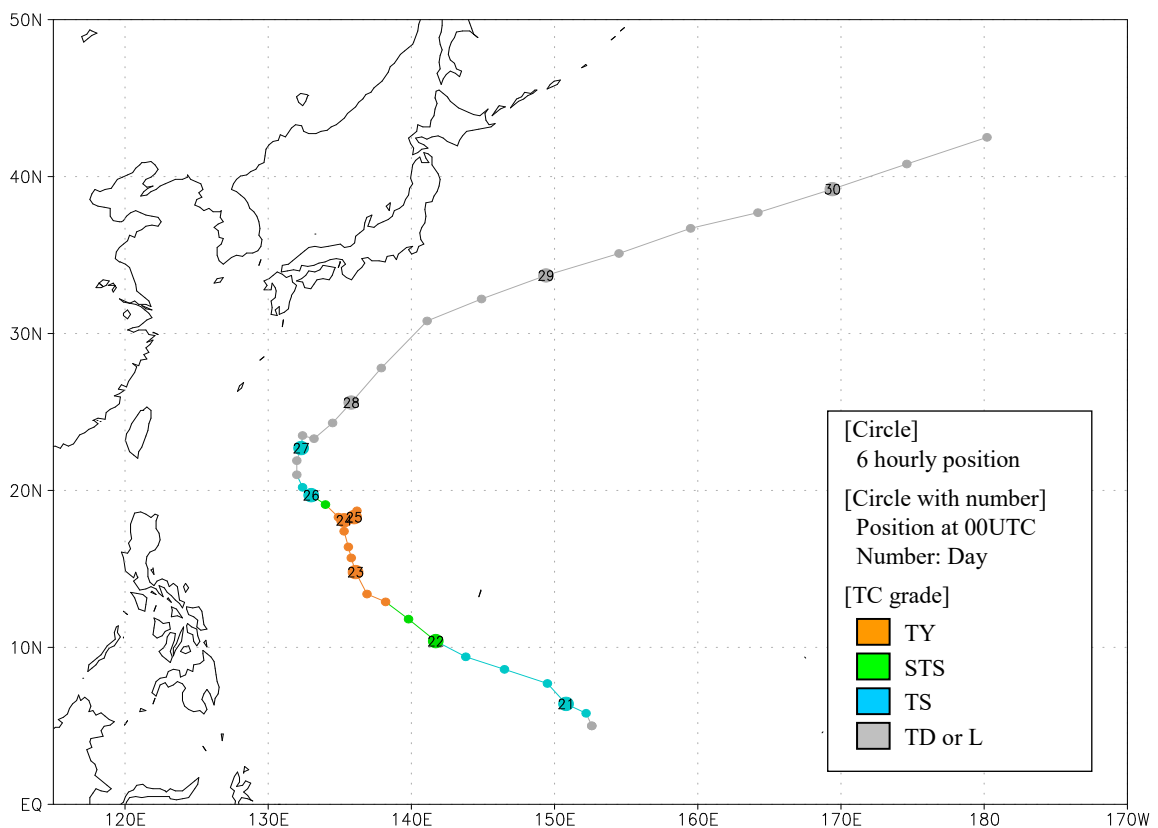 50N
40N
30N
20N
10N
EQ
120E
130E
140E
150E
160E
170E
180
170W
30
29
28
27
26
25
24
23
22
21
[Circle]
6 hourly position
[Circle with number]
Position at 00UTC
Number: Day
[TC grade]
TY
STS
TS
TD or L